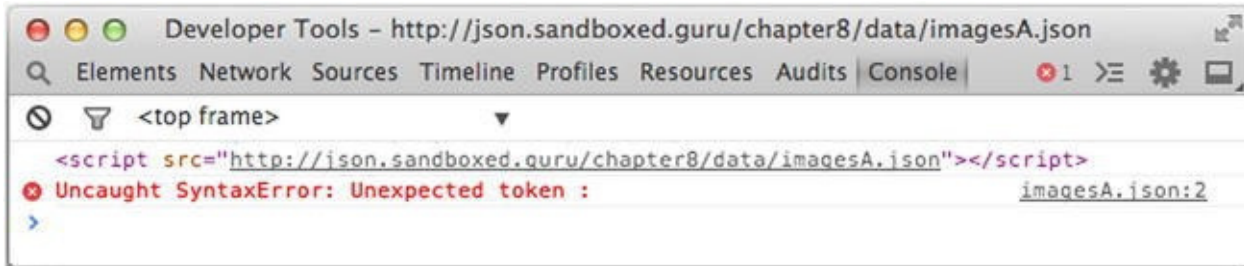 Developer Tools – http://json.sandboxed.guru/chapter8/data/imagesA.json
Elements Network Sources Timeline Profiles Resources Audits Console 1
<top frame>
<script src="http://json.sandboxed.guru/chapter8/data/imagesA.json"></script>
Uncaught SyntaxError: Unexpected token : imagesA.json:2
>